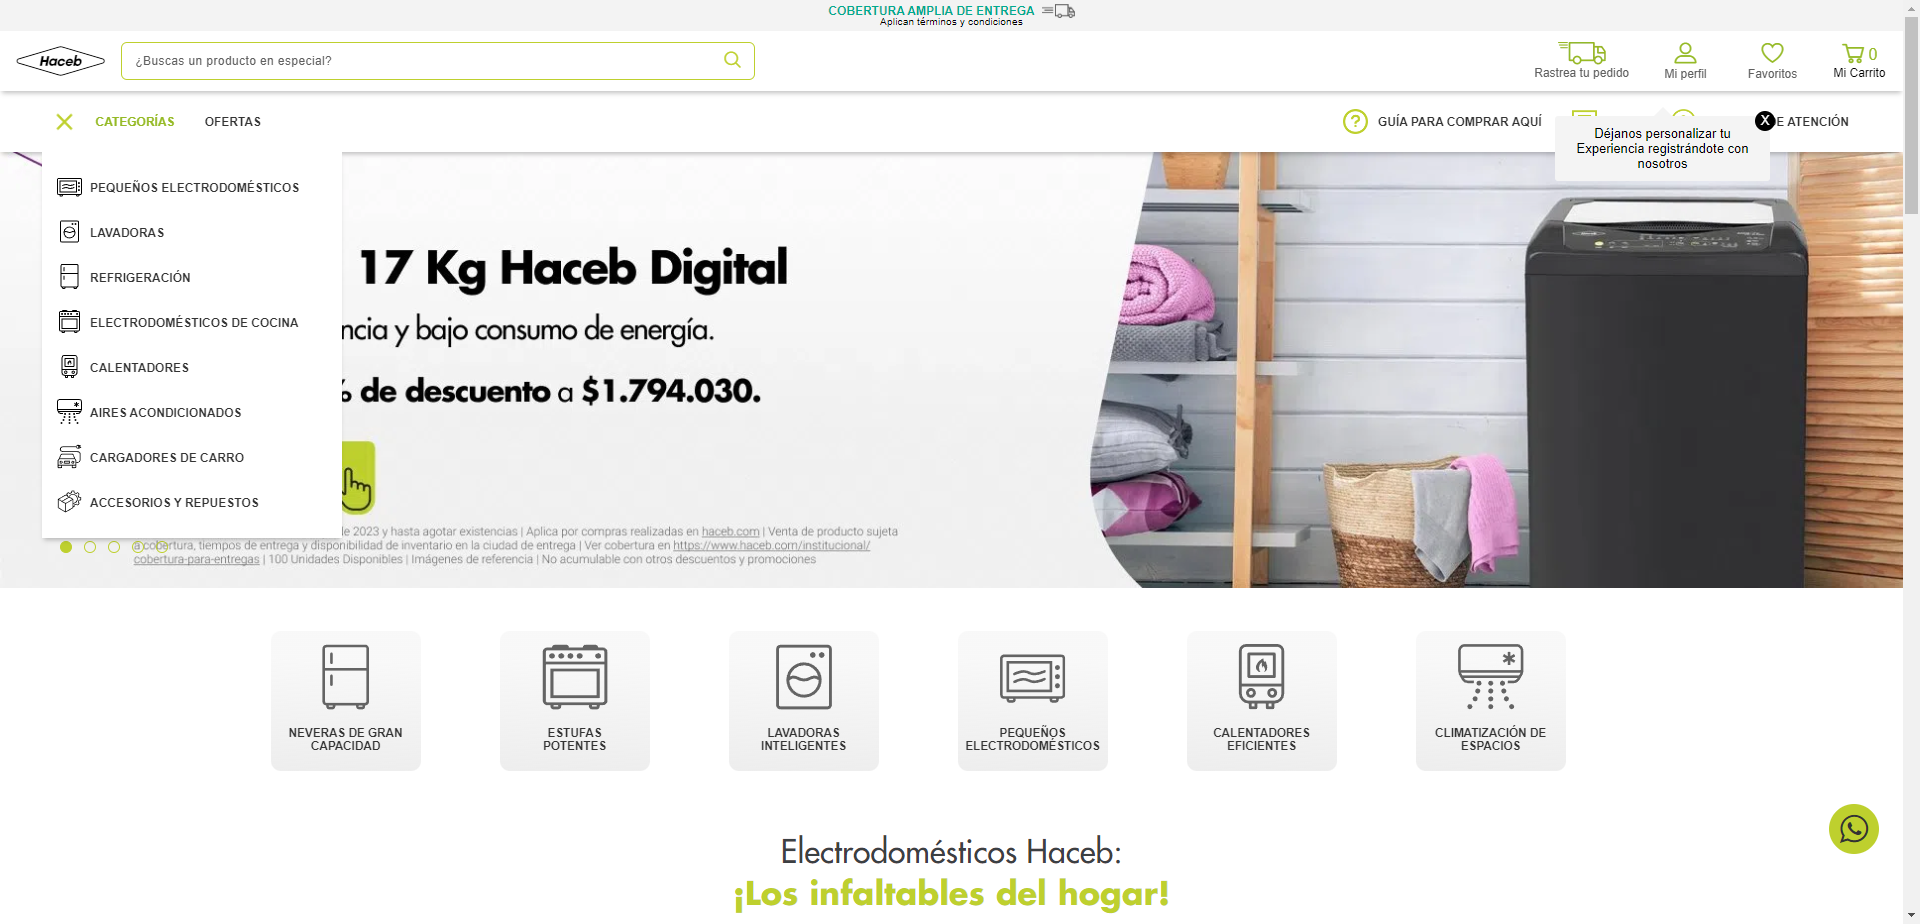 COBERTURA AMPLIA DE ENTREGA
Aplican términos y condiciones
Haceb
¿Buscas un producto en especial?
Rastrea tu pedido
Mi perfil
Favoritos
0
Mi Carrito
CATEGORÍAS
OFERTAS
GUÍA PARA COMPRAR AQUÍ
E ATENCIÓN
X
Déjanos personalizar tu
Experiencia registrándote con
nosotros
PEQUEÑOS ELECTRODOMÉSTICOS
LAVADORAS
REFRIGERACIÓN
ELECTRODOMÉSTICOS DE COCINA
CALENTADORES
AIRES ACONDICIONADOS
CARGADORES DE CARRO
ACCESORIOS Y REPUESTOS
17 Kg Haceb Digital
ncia y bajo consumo de energía.
% de descuento a $1.794.030.
de 2023 y hasta agotar existencias | Aplica por compras realizadas en haceb.com | Venta de producto sujeta
a cobertura, tiempos de entrega y disponibilidad de inventario en la ciudad de entrega | Ver cobertura en https://www.haceb.com/institucional/
cobertura-para-entregas | 100 Unidades Disponibles | Imágenes de referencia | No acumulable con otros descuentos y promociones
NEVERAS DE GRAN
CAPACIDAD
ESTUFAS
POTENTES
LAVADORAS
INTELIGENTES
PEQUEÑOS
ELECTRODOMÉSTICOS
CALENTADORES
EFICIENTES
CLIMATIZACIÓN DE
ESPACIOS
Electrodomésticos Haceb:
¡Los infaltables del hogar!